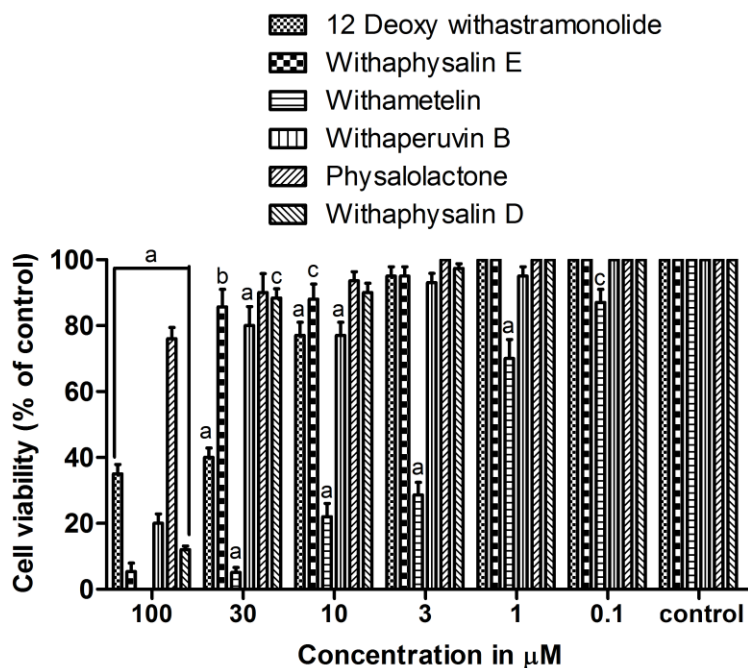 12 Deoxy withastramonolide
Withaphysalin E
Withametelin
Withaperuvin B
Physalolactone
Withaphysalin D
Cell viability (% of control)
100
80
60
40
20
0
a
a
b
a
a
c
a
c
a
a
a
a
c
100
30
10
3
1
0.1
control
Concentration in μM